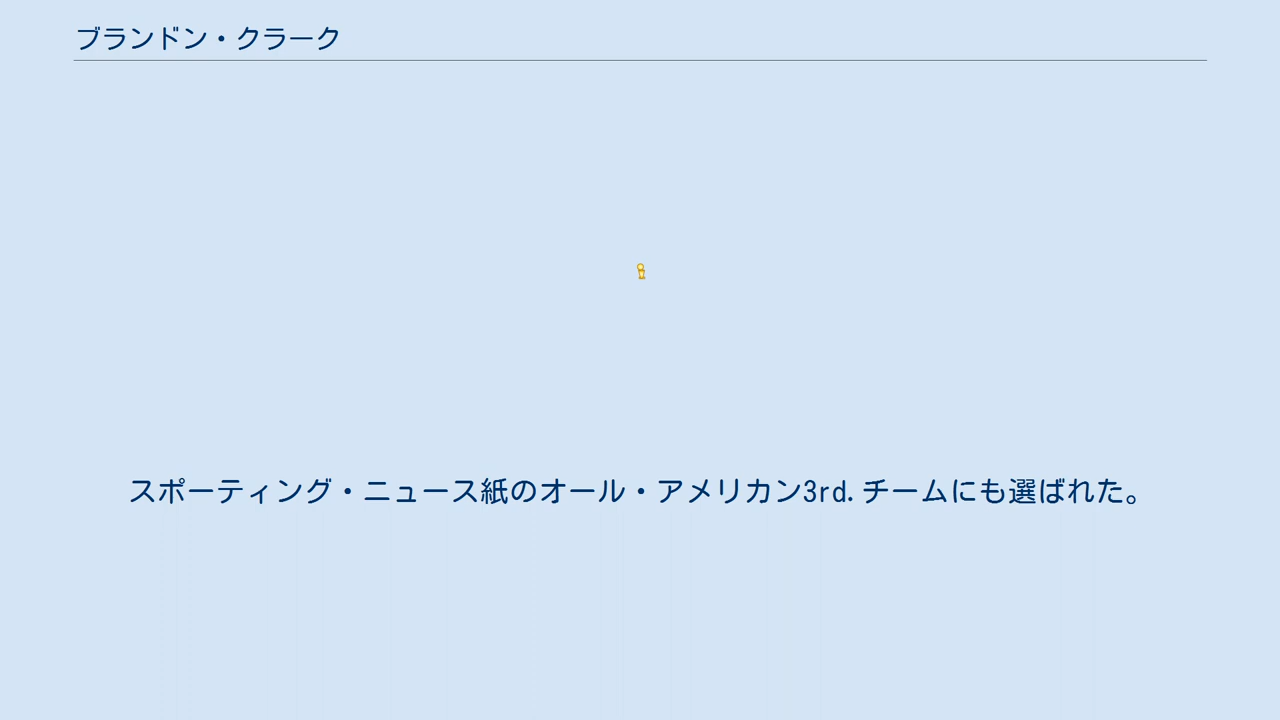 ブランドン・クラーク
スポーティング・ニュース紙のオール・アメリカン3rd.チームにも選ばれた。